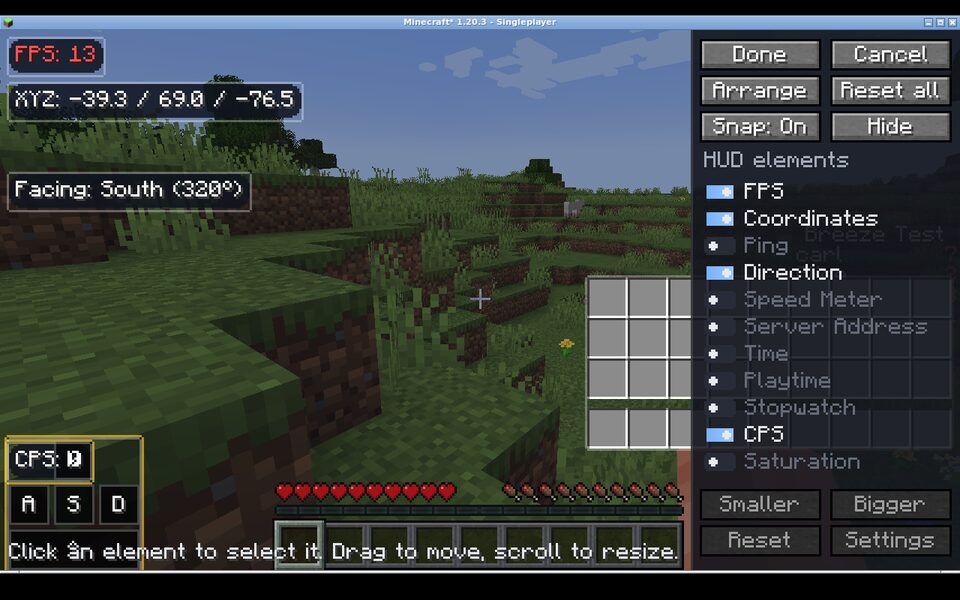 Minecraft* 1.20.3 - Singleplayer
FPS: 13
XYZ: -39.3 / 69.0 / -76.5
Facing: South (320°)
CPS: 0
A S D
Click an element to select it. Drag to move, scroll to resize.
Done Cancel
Arrange Reset all
Snap: On Hide
HUD elements
FPS
Coordinates
Ping
Direction
Speed Meter
Server Address
Time
Playtime
Stopwatch
CPS
Saturation
Smaller Bigger
Reset Settings